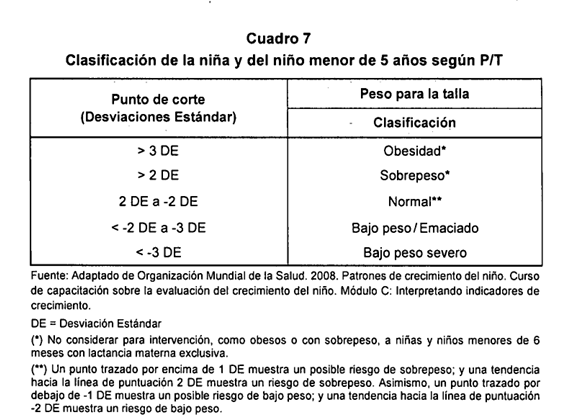 Cuadro 7
Clasificación de la niña y del niño menor de 5 años según P/T
Punto de corte
(Desviaciones Estándar)
Peso para la talla
Clasificación
> 3 DE
Obesidad*
> 2 DE
Sobrepeso*
2 DE a -2 DE
Normal**
< -2 DE a -3 DE
Bajo peso / Emaciado
< -3 DE
Bajo peso severo
Fuente: Adaptado de Organización Mundial de la Salud. 2008. Patrones de crecimiento del niño. Curso
de capacitación sobre la evaluación del crecimiento del niño. Módulo C: Interpretando indicadores de
crecimiento.
DE = Desviación Estándar
(*) No considerar para intervención, como obesos o con sobrepeso, a niñas y niños menores de 6
meses con lactancia materna exclusiva.
(**) Un punto trazado por encima de 1 DE muestra un posible riesgo de sobrepeso; y una tendencia
hacia la línea de puntuación 2 DE muestra un riesgo de sobrepeso. Asimismo, un punto trazado por
debajo de -1 DE muestra un posible riesgo de bajo peso; y una tendencia hacia la línea de puntuación
-2 DE muestra un riesgo de bajo peso.